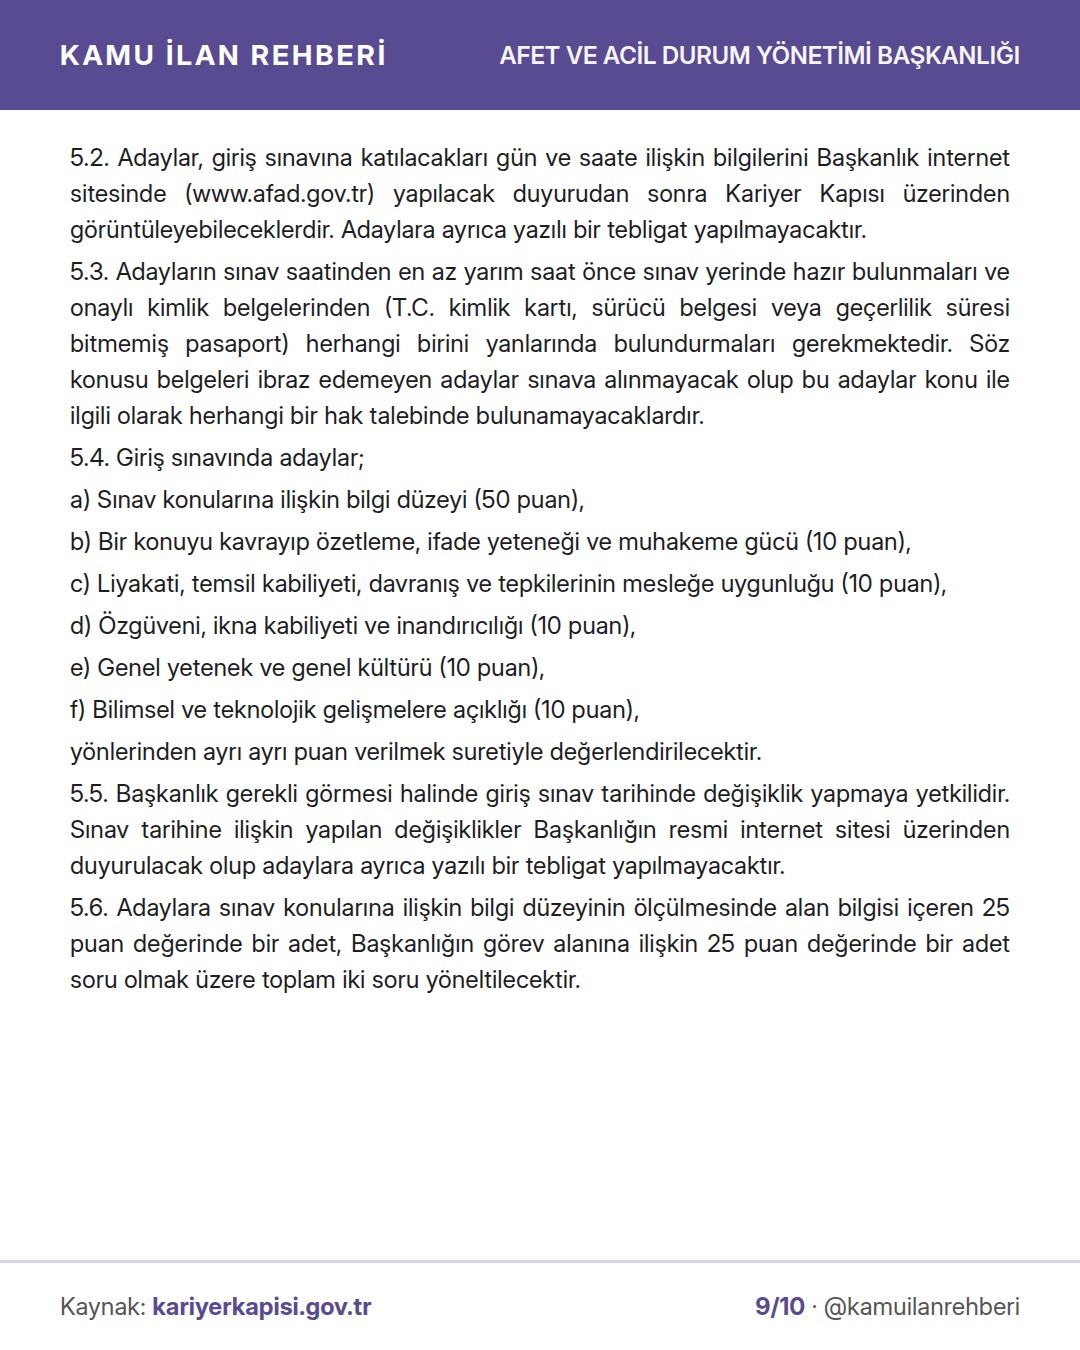 KAMU İLAN REHBERİ
AFET VE ACİL DURUM YÖNETİMİ BAŞKANLIĞI
5.2. Adaylar, giriş sınavına katılacakları gün ve saate ilişkin bilgilerini Başkanlık internet
sitesinde (www.afad.gov.tr) yapılacak duyurudan sonra Kariyer Kapısı üzerinden
görüntüleyebileceklerdir. Adaylara ayrıca yazılı bir tebligat yapılmayacaktır.
5.3. Adayların sınav saatinden en az yarım saat önce sınav yerinde hazır bulunmaları ve
onaylı kimlik belgelerinden (T.C. kimlik kartı, sürücü belgesi veya geçerlilik süresi
bitmemiş pasaport) herhangi birini yanlarında bulundurmaları gerekmektedir. Söz
konusu belgeleri ibraz edemeyen adaylar sınava alınmayacak olup bu adaylar konu ile
ilgili olarak herhangi bir hak talebinde bulunamayacaklardır.
5.4. Giriş sınavında adaylar;
a) Sınav konularına ilişkin bilgi düzeyi (50 puan),
b) Bir konuyu kavrayıp özetleme, ifade yeteneği ve muhakeme gücü (10 puan),
c) Liyakati, temsil kabiliyeti, davranış ve tepkilerinin mesleğe uygunluğu (10 puan),
d) Özgüveni, ikna kabiliyeti ve inandırıcılığı (10 puan),
e) Genel yetenek ve genel kültürü (10 puan),
f) Bilimsel ve teknolojik gelişmelere açıklığı (10 puan),
yönlerinden ayrı ayrı puan verilmek suretiyle değerlendirilecektir.
5.5. Başkanlık gerekli görmesi halinde giriş sınav tarihinde değişiklik yapmaya yetkilidir.
Sınav tarihine ilişkin yapılan değişiklikler Başkanlığın resmi internet sitesi üzerinden
duyurulacak olup adaylara ayrıca yazılı bir tebligat yapılmayacaktır.
5.6. Adaylara sınav konularına ilişkin bilgi düzeyinin ölçülmesinde alan bilgisi içeren 25
puan değerinde bir adet, Başkanlığın görev alanına ilişkin 25 puan değerinde bir adet
soru olmak üzere toplam iki soru yöneltilecektir.
Kaynak: kariyerkapisi.gov.tr
9/10 · @kamuilanrehberi